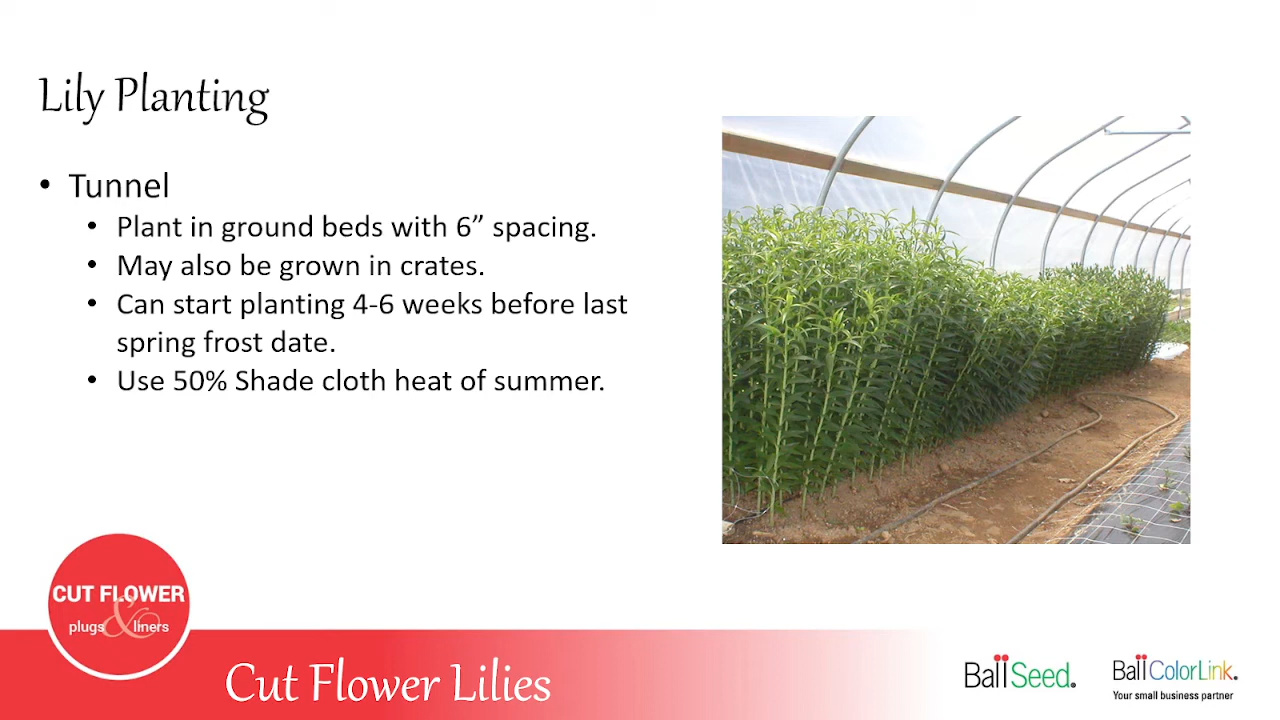 Lily Planting
• Tunnel
• Plant in ground beds with 6” spacing.
• May also be grown in crates.
• Can start planting 4-6 weeks before last
spring frost date.
• Use 50% Shade cloth heat of summer.
CUT FLOWER
plugs & liners
Cut Flower Lilies
Ball Seed.
Ball ColorLink.
Your small business partner